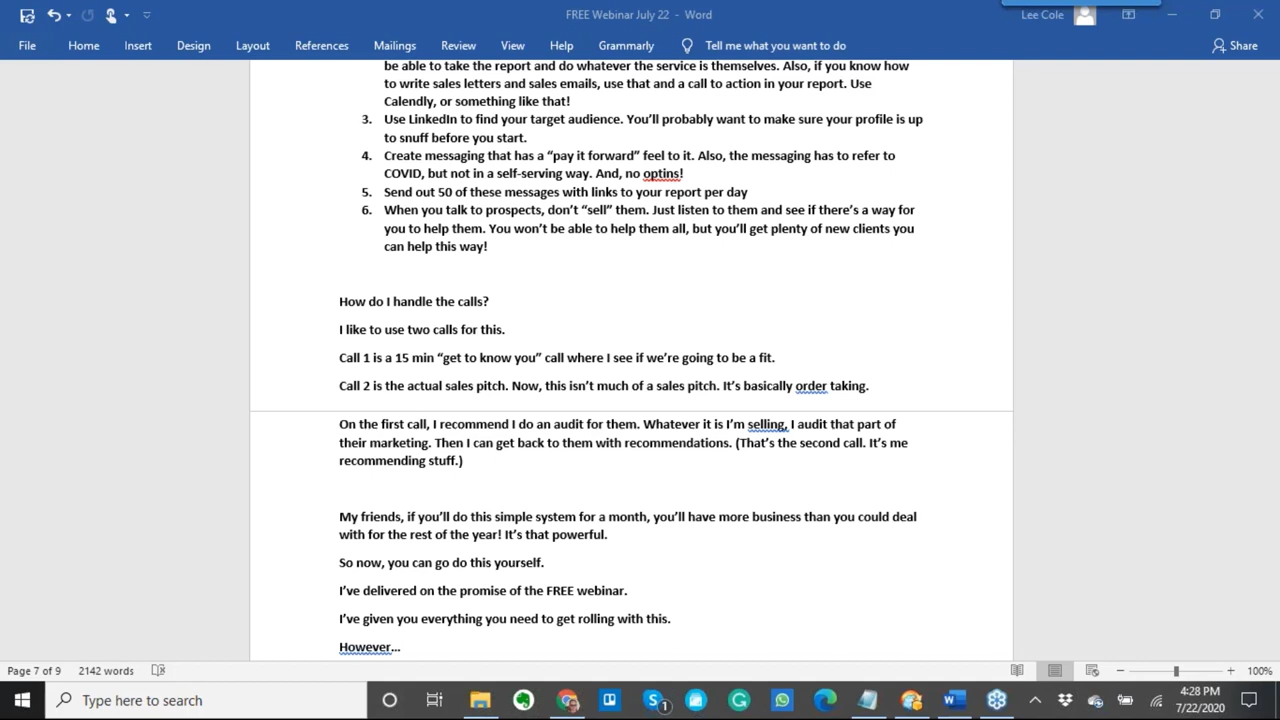 FREE Webinar July 22 - Word
Lee Cole
File Home Insert Design Layout References Mailings Review View Help Grammarly Tell me what you want to do Share
be able to take the report and do whatever the service is themselves. Also, if you know how
to write sales letters and sales emails, use that and a call to action in your report. Use
Calendly, or something like that!
3. Use LinkedIn to find your target audience. You’ll probably want to make sure your profile is up
to snuff before you start.
4. Create messaging that has a “pay it forward” feel to it. Also, the messaging has to refer to
COVID, but not in a self-serving way. And, no optins!
5. Send out 50 of these messages with links to your report per day
6. When you talk to prospects, don’t “sell” them. Just listen to them and see if there’s a way for
you to help them. You won’t be able to help them all, but you’ll get plenty of new clients you
can help this way!
How do I handle the calls?
I like to use two calls for this.
Call 1 is a 15 min “get to know you” call where I see if we’re going to be a fit.
Call 2 is the actual sales pitch. Now, this isn’t much of a sales pitch. It’s basically order taking.
On the first call, I recommend I do an audit for them. Whatever it is I’m selling, I audit that part of
their marketing. Then I can get back to them with recommendations. (That’s the second call. It’s me
recommending stuff.)
My friends, if you’ll do this simple system for a month, you’ll have more business than you could deal
with for the rest of the year! It’s that powerful.
So now, you can go do this yourself.
I’ve delivered on the promise of the FREE webinar.
I’ve given you everything you need to get rolling with this.
However…
Page 7 of 9 2142 words 100%
Type here to search 4:28 PM
7/22/2020